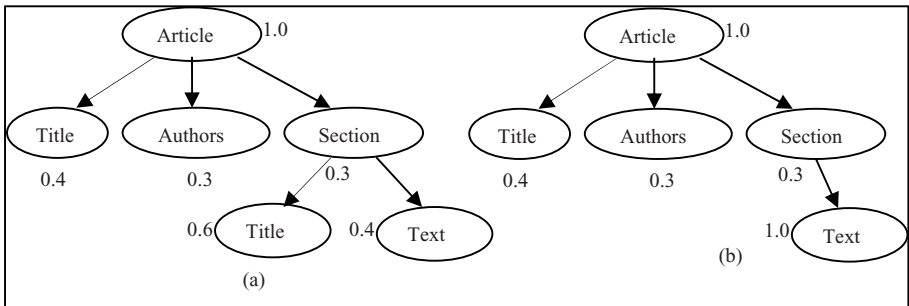 Article 1.0
Title Authors Section
0.4 0.3 0.3
0.6 Title 0.4 Text
(a)
Article 1.0
Title Authors Section
0.4 0.3 0.3
1.0 Text
(b)